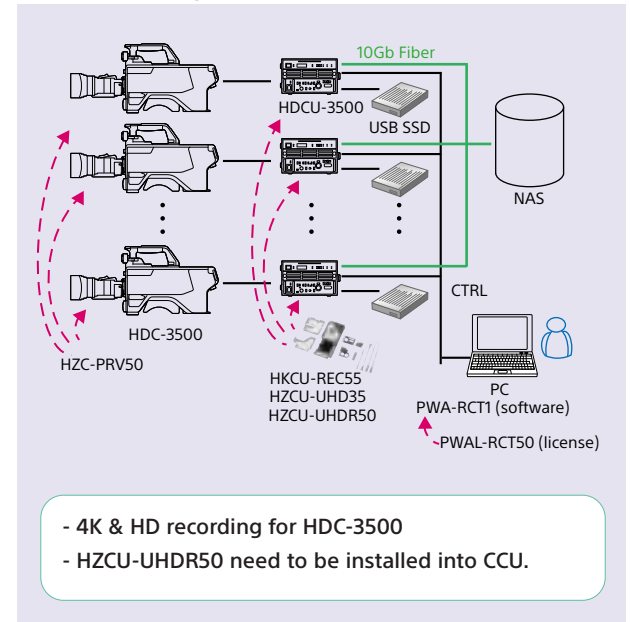 10Gb Fiber
HDCU-3500
USB SSD
NAS
CTRL
HDC-3500
HZC-PRV50
HKCU-REC55
HZCU-UHD35
HZCU-UHDR50
PC
PWA-RCT1 (software)
PWAL-RCT50 (license)
- 4K & HD recording for HDC-3500
- HZCU-UHDR50 need to be installed into CCU.